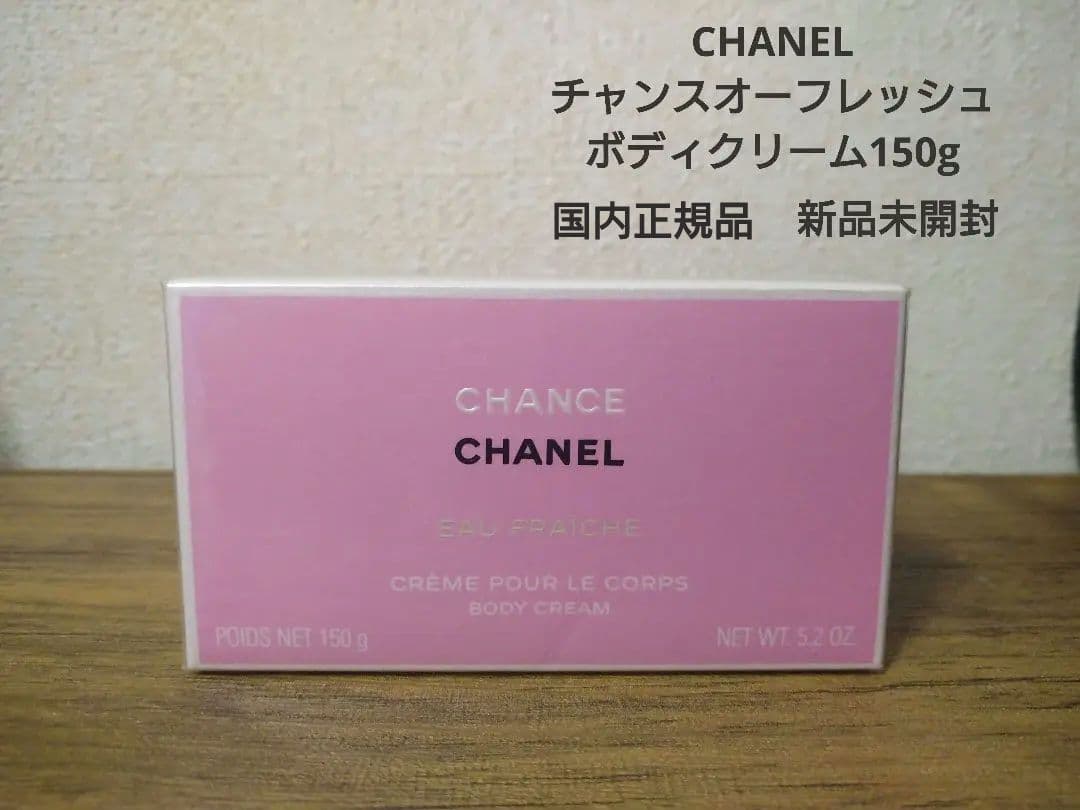 CHANEL
チャンスオーフレッシュ
ボディクリーム150g
国内正規品　新品未開封
CHANCE
CHANEL
EAU FRAÎCHE
CRÈME POUR LE CORPS
BODY CREAM
POIDS NET 150 g
NET WT. 5.2 OZ.